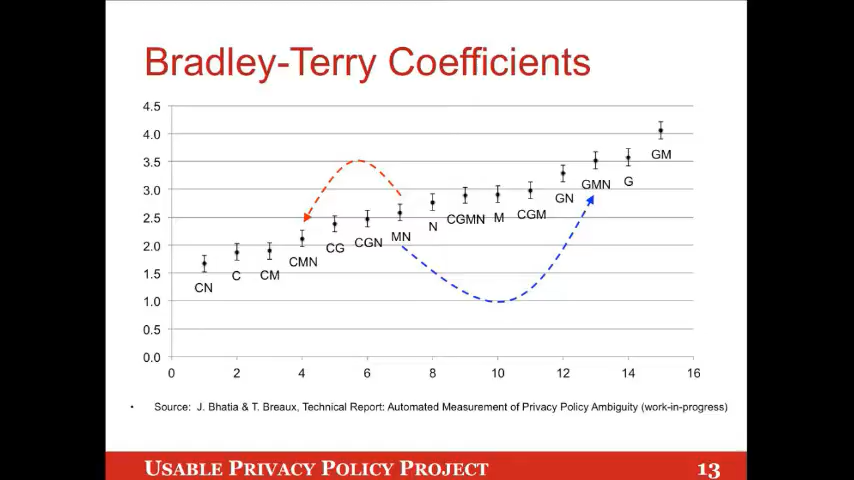 Bradley-Terry Coefficients
4.5
4.0
3.5
3.0
2.5
2.0
1.5
1.0
0.5
0.0
CN
C
CM
CMN
CG
CGN
MN
N
CGMN
M
CGM
GN
GMN
G
GM
0 2 4 6 8 10 12 14 16
• Source: J. Bhatia & T. Breaux, Technical Report: Automated Measurement of Privacy Policy Ambiguity (work-in-progress)
USABLE PRIVACY POLICY PROJECT 13